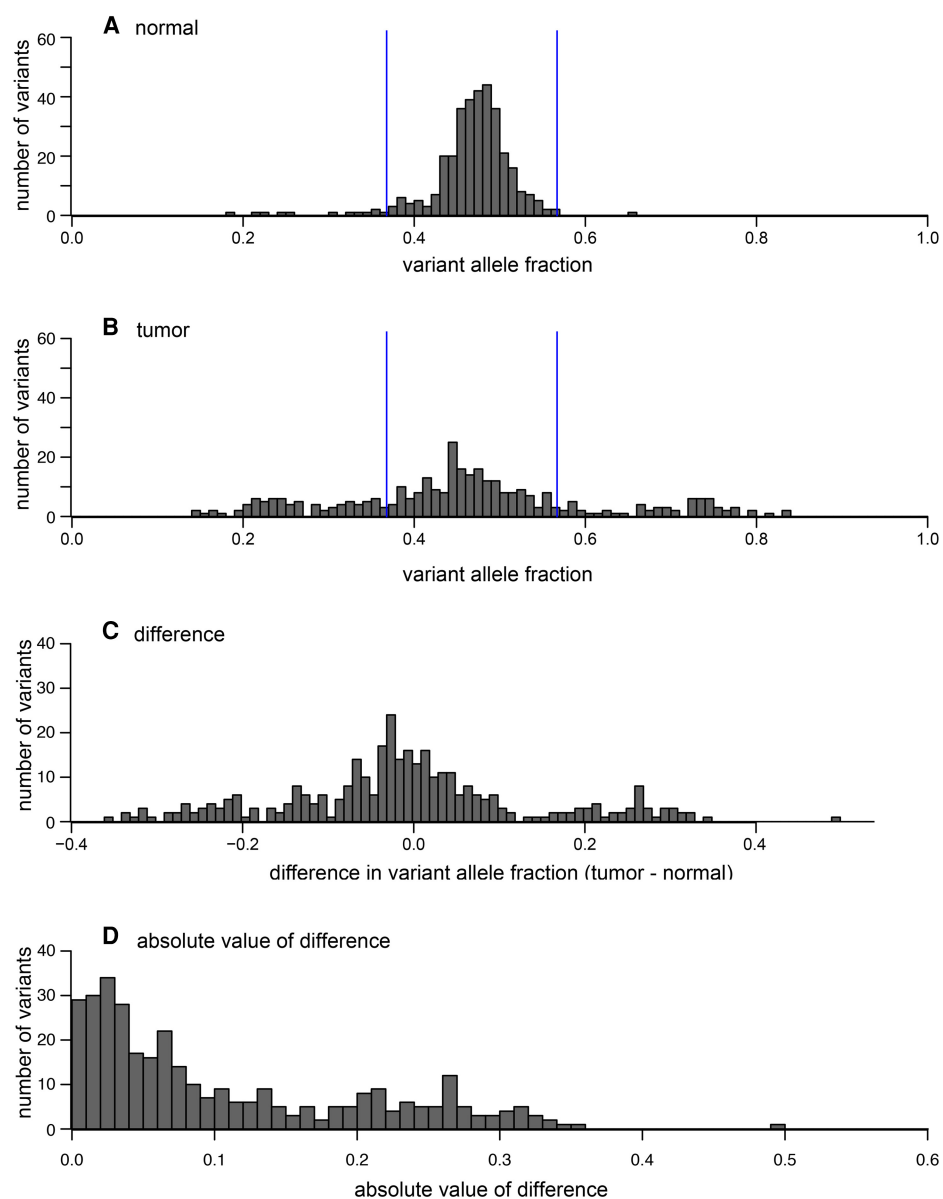 A normal
number of variants
60
40
20
0
0.0 0.2 0.4 0.6 0.8 1.0
variant allele fraction
B tumor
number of variants
60
40
20
0
0.0 0.2 0.4 0.6 0.8 1.0
variant allele fraction
C difference
number of variants
40
30
20
10
0
−0.4 −0.2 0.0 0.2 0.4
difference in variant allele fraction (tumor - normal)
D absolute value of difference
number of variants
40
30
20
10
0
0.0 0.1 0.2 0.3 0.4 0.5 0.6
absolute value of difference